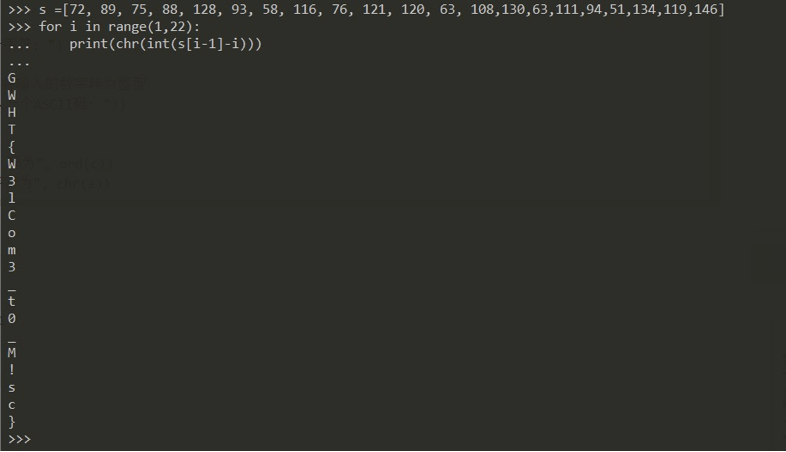 >>> s =[72, 89, 75, 88, 128, 93, 58, 116, 76, 121, 120, 63, 108,130,63,111,94,51,134,119,146]
>>> for i in range(1,22):
...     print(chr(int(s[i-1]-i)))
...
G
W
H
T
{
W
3
l
C
o
m
3
_
t
0
_
M
!
s
c
}
>>>